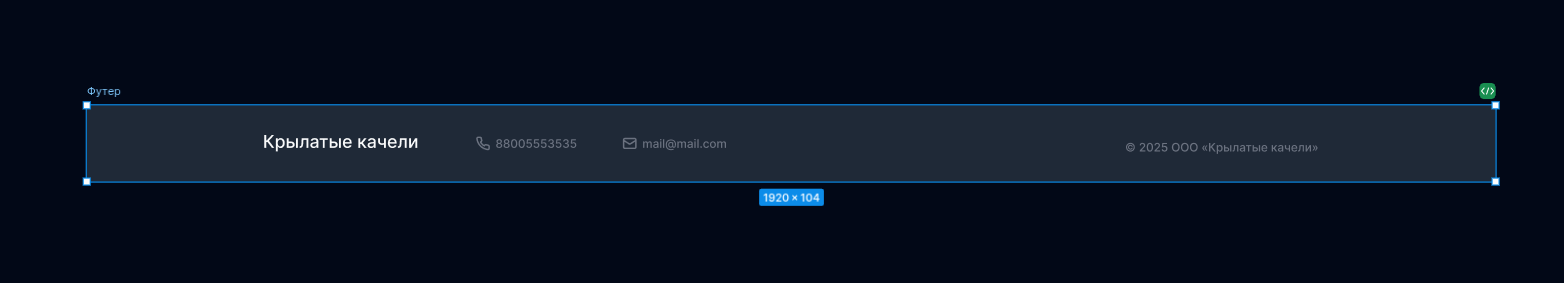 Футер
</>
Крылатые качели
88005553535
mail@mail.com
© 2025 ООО «Крылатые качели»
1920 × 104